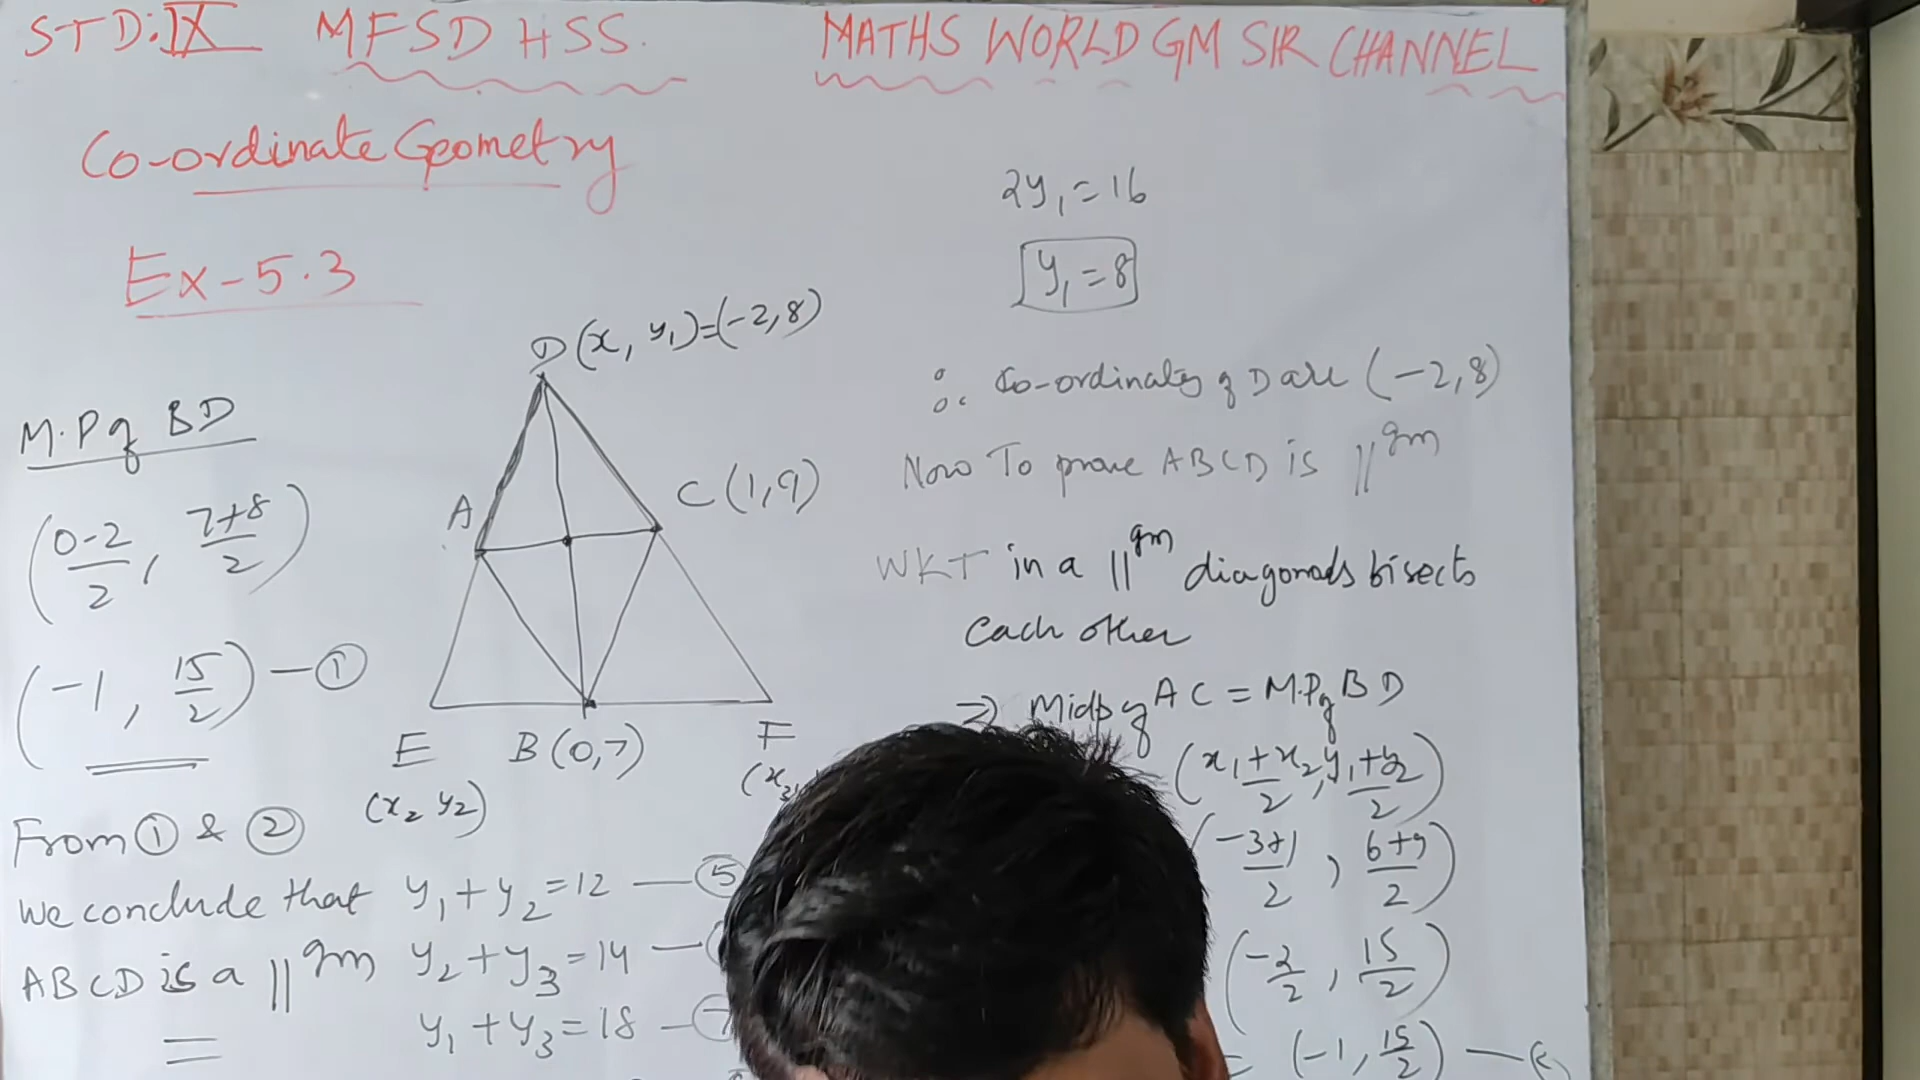 STD:IX MFSD HSS. MATHS WORLD GM SIR CHANNEL
Co-ordinate Geometry
Ex-5.3
D(x, y₁)=(-2,8)
A
C(1,9)
E B(0,7) F
(x₂ y₂) (x₃,
M.P of BD
(0-2/2, 7+8/2)
(-1, 15/2) —①
From ① & ②
we conclude that
ABCD is a ||gm
y₁+y₂=12 —⑤
y₂+y₃=14 —
y₁+y₃=18 —⑦
2y₁=16
y₁=8
∴ Co-ordinates of D are (-2,8)
Now To prove ABCD is ||gm
WKT in a ||gm diagonals bisects
each other
⇒ Midp of AC = M.P of BD
(x₁+x₂/2, y₁+y₂/2)
(-3+1/2, 6+9/2)
(-2/2, 15/2)
= (-1, 15/2) —